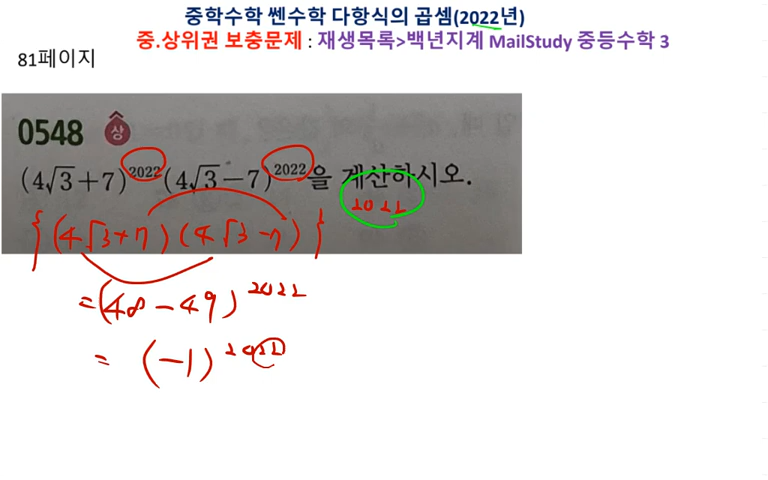 중학수학 쎈수학 다항식의 곱셈(2022년)
중.상위권 보충문제 : 재생목록>백년지계 MailStudy 중등수학 3
81페이지
0548 상
(4√3+7)²⁰²²(4√3−7)²⁰²²을 계산하시오.
{(4√3+7)(4√3−7)}²⁰²²
=(48−49)²⁰²²
= (−1)²⁰²²